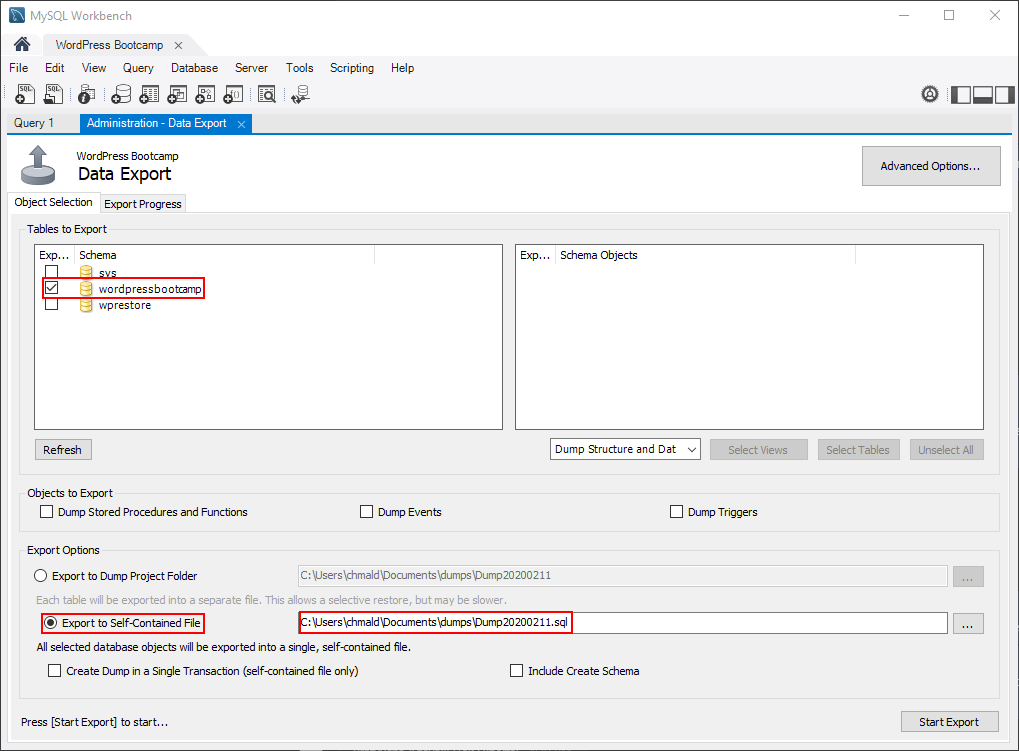 MySQL Workbench
WordPress Bootcamp
File Edit View Query Database Server Tools Scripting Help
SQL SQL
Query 1 Administration - Data Export
WordPress Bootcamp
Data Export
Advanced Options...
Object Selection Export Progress
Tables to Export
Exp... Schema Exp... Schema Objects
sys
wordpressbootcamp
wprestore
Refresh Dump Structure and Dat Select Views Select Tables Unselect All
Objects to Export
Dump Stored Procedures and Functions Dump Events Dump Triggers
Export Options
Export to Dump Project Folder C:\Users\chmald\Documents\dumps\Dump20200211 ...
Each table will be exported into a separate file. This allows a selective restore, but may be slower.
Export to Self-Contained File C:\Users\chmald\Documents\dumps\Dump20200211.sql ...
All selected database objects will be exported into a single, self-contained file.
Create Dump in a Single Transaction (self-contained file only) Include Create Schema
Press [Start Export] to start... Start Export